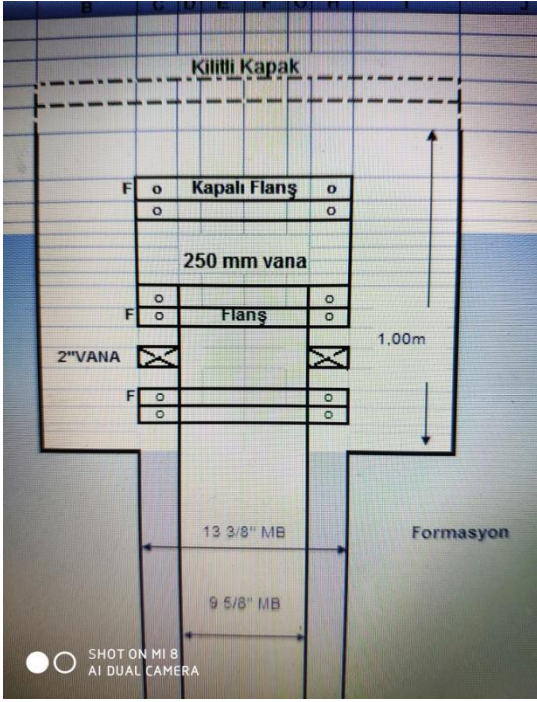 B C D E F G H I J
Kilitli Kapak
F Kapalı Flanş
250 mm vana
F Flanş
1,00m
2"VANA
F
13 3/8" MB
Formasyon
9 5/8" MB
SHOT ON MI 8
AI DUAL CAMERA